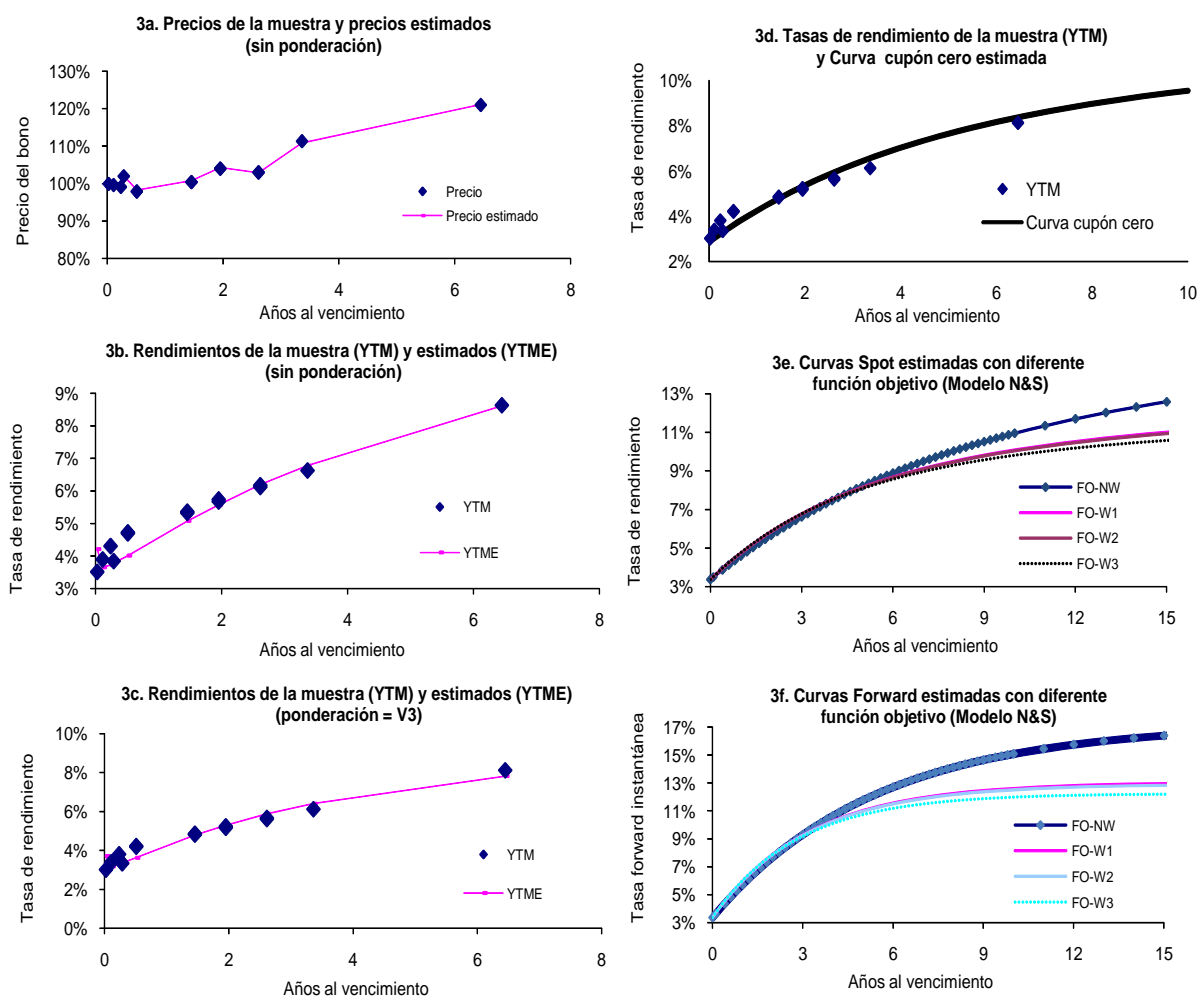 3a. Precios de la muestra y precios estimados
(sin ponderación)
Precio del bono
130%
120%
110%
100%
90%
80%
Precio
Precio estimado
0 2 4 6 8
Años al vencimiento
3b. Rendimientos de la muestra (YTM) y estimados (YTME)
(sin ponderación)
Tasa de rendimiento
9%
8%
7%
6%
5%
4%
3%
YTM
YTME
0 2 4 6 8
Años al vencimiento
3c. Rendimientos de la muestra (YTM) y estimados (YTME)
(ponderación = V3)
Tasa de rendimiento
10%
8%
6%
4%
2%
0%
YTM
YTME
0 2 4 6 8
Años al vencimiento
3d. Tasas de rendimiento de la muestra (YTM)
y Curva cupón cero estimada
Tasa de rendimiento
10%
8%
6%
4%
2%
YTM
Curva cupón cero
0 2 4 6 8 10
Años al vencimiento
3e. Curvas Spot estimadas con diferente
función objetivo (Modelo N&S)
Tasa de rendimiento
13%
11%
9%
7%
5%
3%
FO-NW
FO-W1
FO-W2
FO-W3
0 3 6 9 12 15
Años al vencimiento
3f. Curvas Forward estimadas con diferente
función objetivo (Modelo N&S)
Tasa forward instantánea
17%
15%
13%
11%
9%
7%
5%
3%
FO-NW
FO-W1
FO-W2
FO-W3
0 3 6 9 12 15
Años al vencimiento